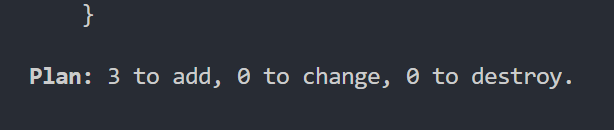 }
Plan: 3 to add, 0 to change, 0 to destroy.